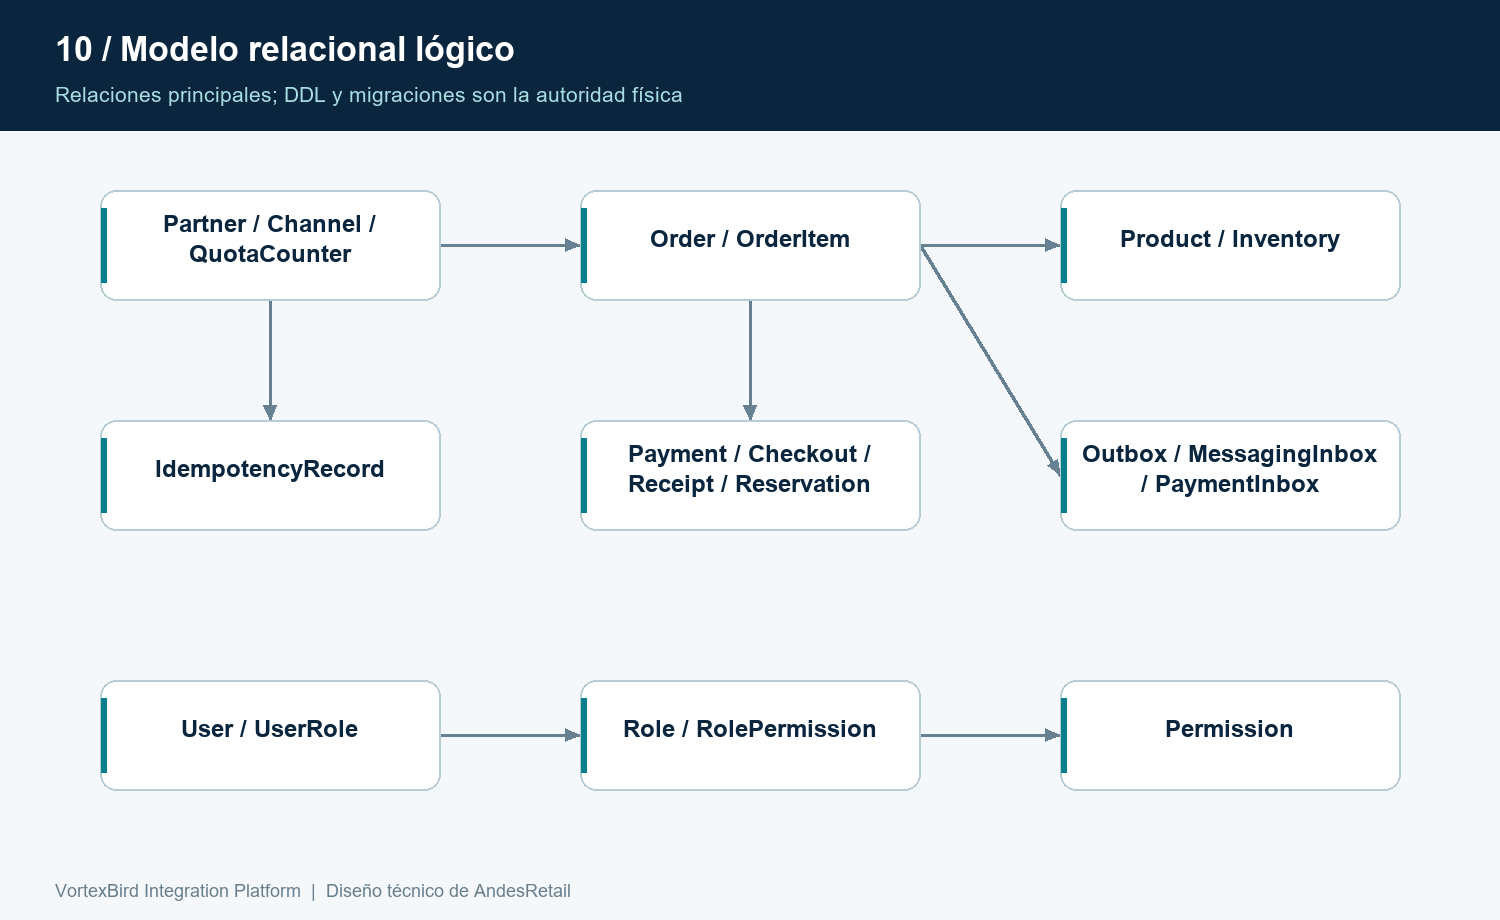 10 / Modelo relacional lógico
Relaciones principales; DDL y migraciones son la autoridad física
Partner / Channel /
QuotaCounter
Order / OrderItem
Product / Inventory
IdempotencyRecord
Payment / Checkout /
Receipt / Reservation
Outbox / MessagingInbox
/ PaymentInbox
User / UserRole
Role / RolePermission
Permission
VortexBird Integration Platform | Diseño técnico de AndesRetail